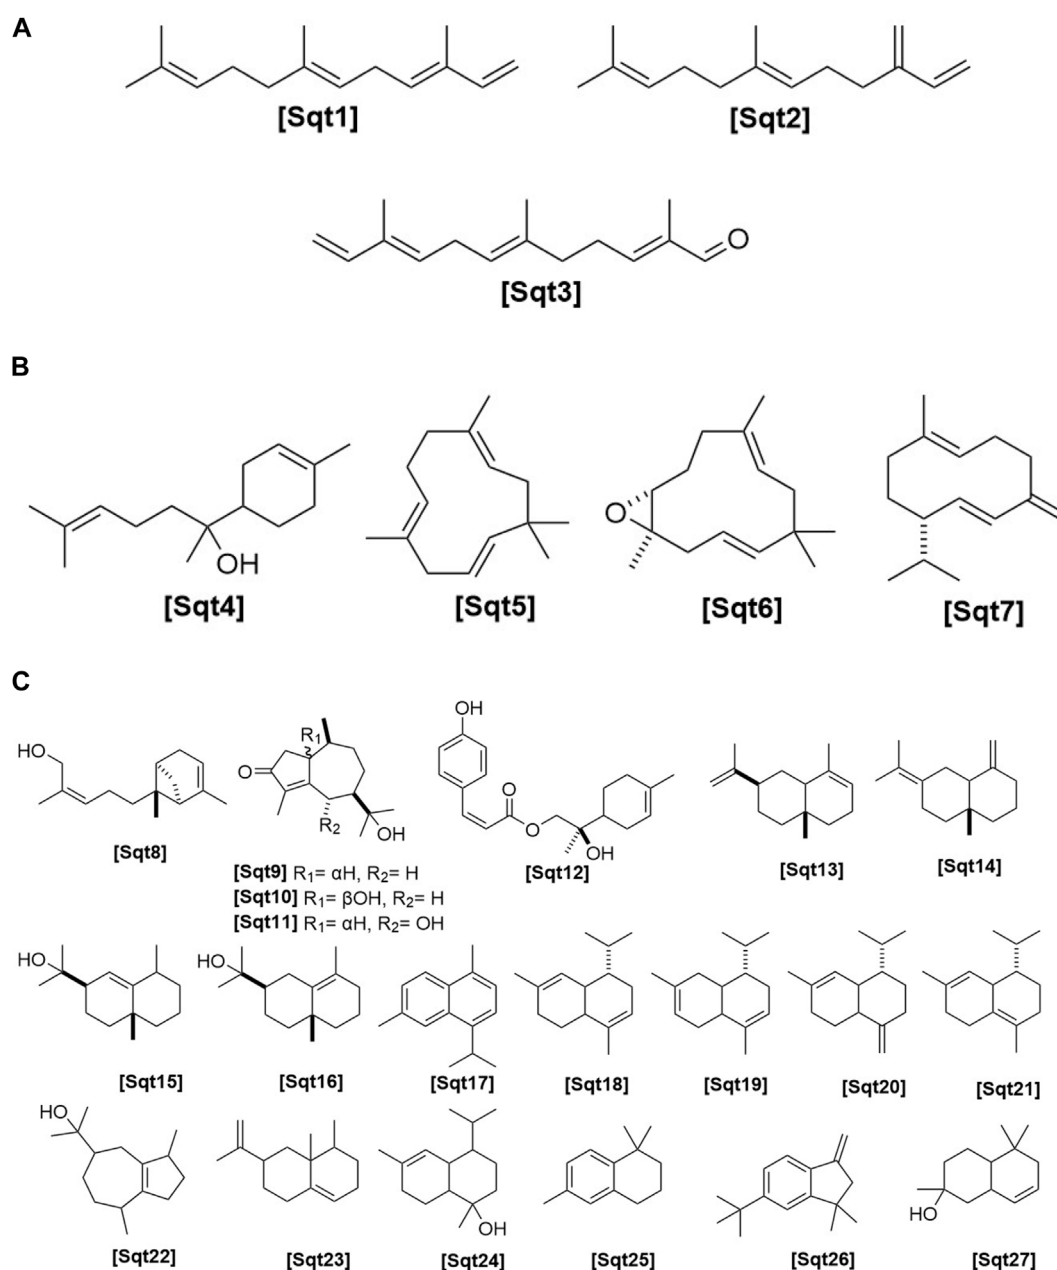 A
[Sqt1]
[Sqt2]
O
[Sqt3]
B
OH
O
[Sqt4]
[Sqt5]
[Sqt6]
[Sqt7]
C
HO
R1
O
R2
OH
OH
O
O
OH
[Sqt8]
[Sqt9] R1= αH, R2= H
[Sqt10] R1= βOH, R2= H
[Sqt11] R1= αH, R2= OH
[Sqt12]
[Sqt13]
[Sqt14]
HO
HO
[Sqt15]
[Sqt16]
[Sqt17]
[Sqt18]
[Sqt19]
[Sqt20]
[Sqt21]
HO
OH
HO
[Sqt22]
[Sqt23]
[Sqt24]
[Sqt25]
[Sqt26]
[Sqt27]